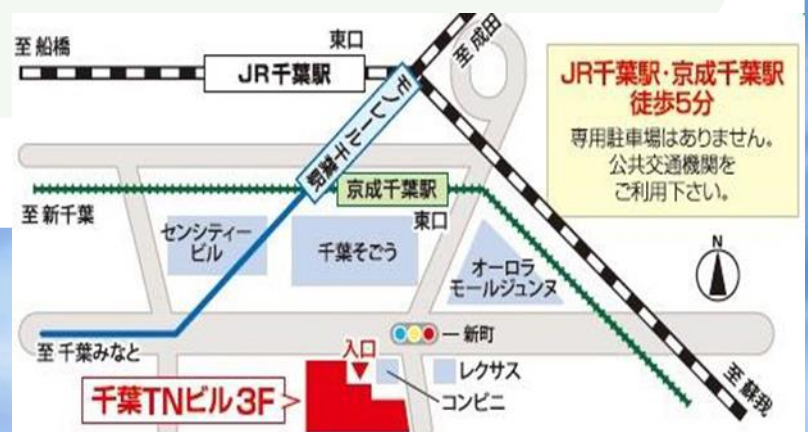 至船橋
東口
JR千葉駅
至成田
モノレール千葉駅
JR千葉駅・京成千葉駅
徒歩5分
専用駐車場はありません。
公共交通機関を
ご利用下さい。
京成千葉駅
至新千葉
東口
センシティー
ビル
千葉そごう
オーロラ
モールジュンヌ
N
至千葉みなと
新町
入口
レクサス
コンビニ
千葉TNビル3F
至蘇我